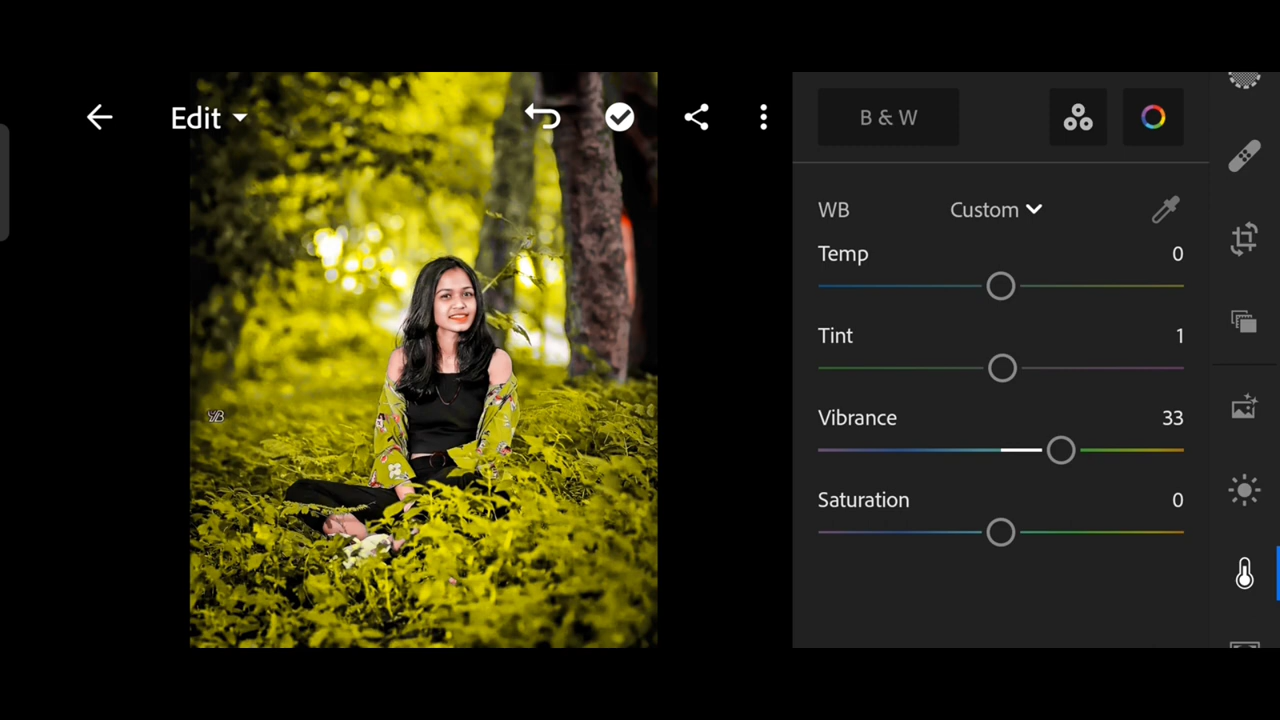 Edit
B & W
WB Custom
Temp 0
Tint 1
Vibrance 33
Saturation 0